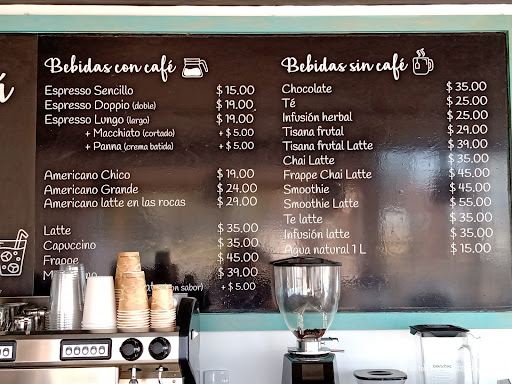 Bebidas con café
Espresso Sencillo $ 15.00
Espresso Doppio (doble) $ 19.00
Espresso Lungo (largo) $ 19.00
+ Macchiato (cortado) + $ 5.00
+ Panna (crema batida) + $ 5.00
Americano Chico $ 19.00
Americano Grande $ 24.00
Americano latte en las rocas $ 29.00
Latte $ 35.00
Capuccino $ 35.00
Frappe $ 45.00
$ 39.00
con sabor) + $ 5.00
Bebidas sin café
Chocolate $ 35.00
Té $ 25.00
Infusión herbal $ 25.00
Tisana frutal $ 29.00
Tisana frutal Latte $ 39.00
Chai Latte $ 35.00
Frappe Chai Latte $ 45.00
Smoothie $ 45.00
Smoothie Latte $ 55.00
Te latte $ 35.00
Infusión latte $ 35.00
Agua natural 1 L $ 15.00